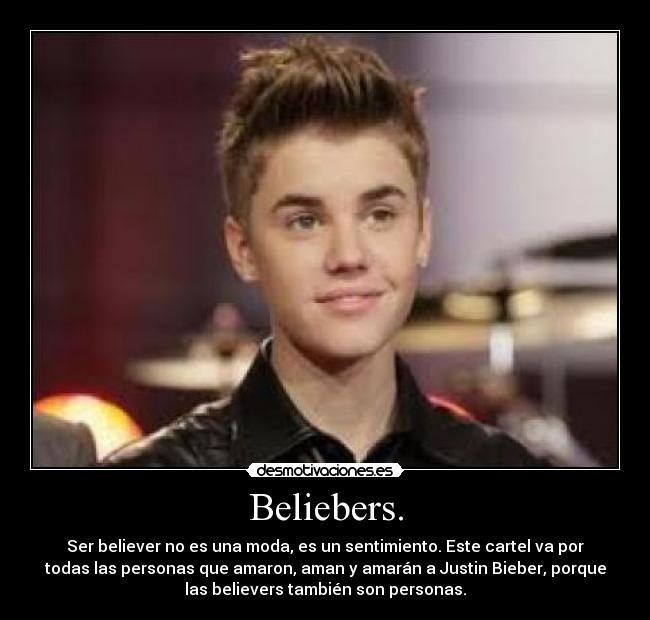 desmotivaciones.es
Beliebers.
Ser believer no es una moda, es un sentimiento. Este cartel va por
todas las personas que amaron, aman y amarán a Justin Bieber, porque
las believers también son personas.